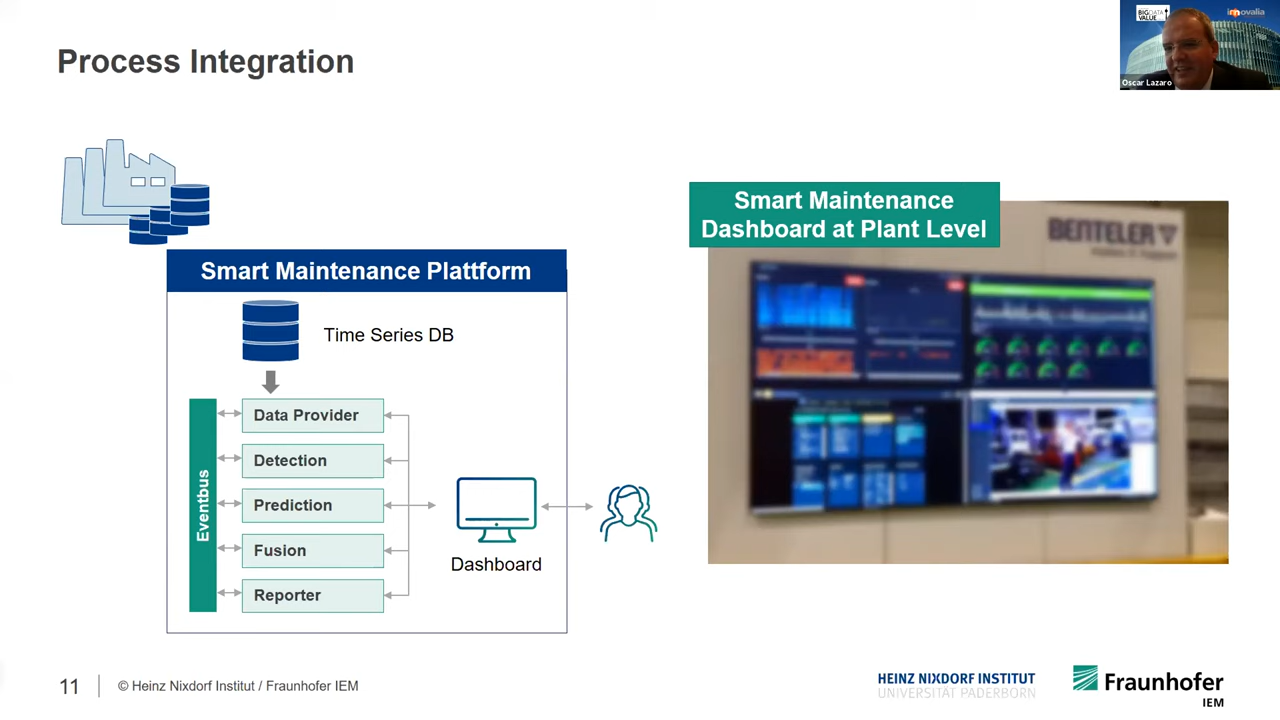 Process Integration
BIG DATA
VALUE
innovalia
Oscar Lazaro
Smart Maintenance Plattform
Time Series DB
Eventbus
Data Provider
Detection
Prediction
Fusion
Reporter
Dashboard
Smart Maintenance
Dashboard at Plant Level
BENTELER
11
© Heinz Nixdorf Institut / Fraunhofer IEM
HEINZ NIXDORF INSTITUT
UNIVERSITÄT PADERBORN
Fraunhofer
IEM